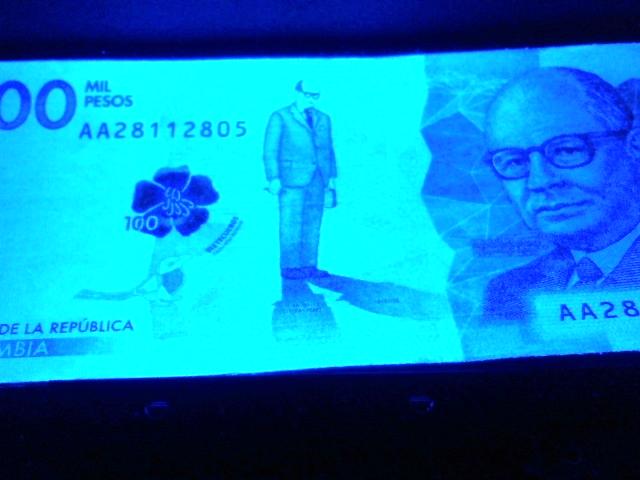 00 MIL
PESOS
AA28112805
100
DE LA REPÚBLICA
MBIA
AA28